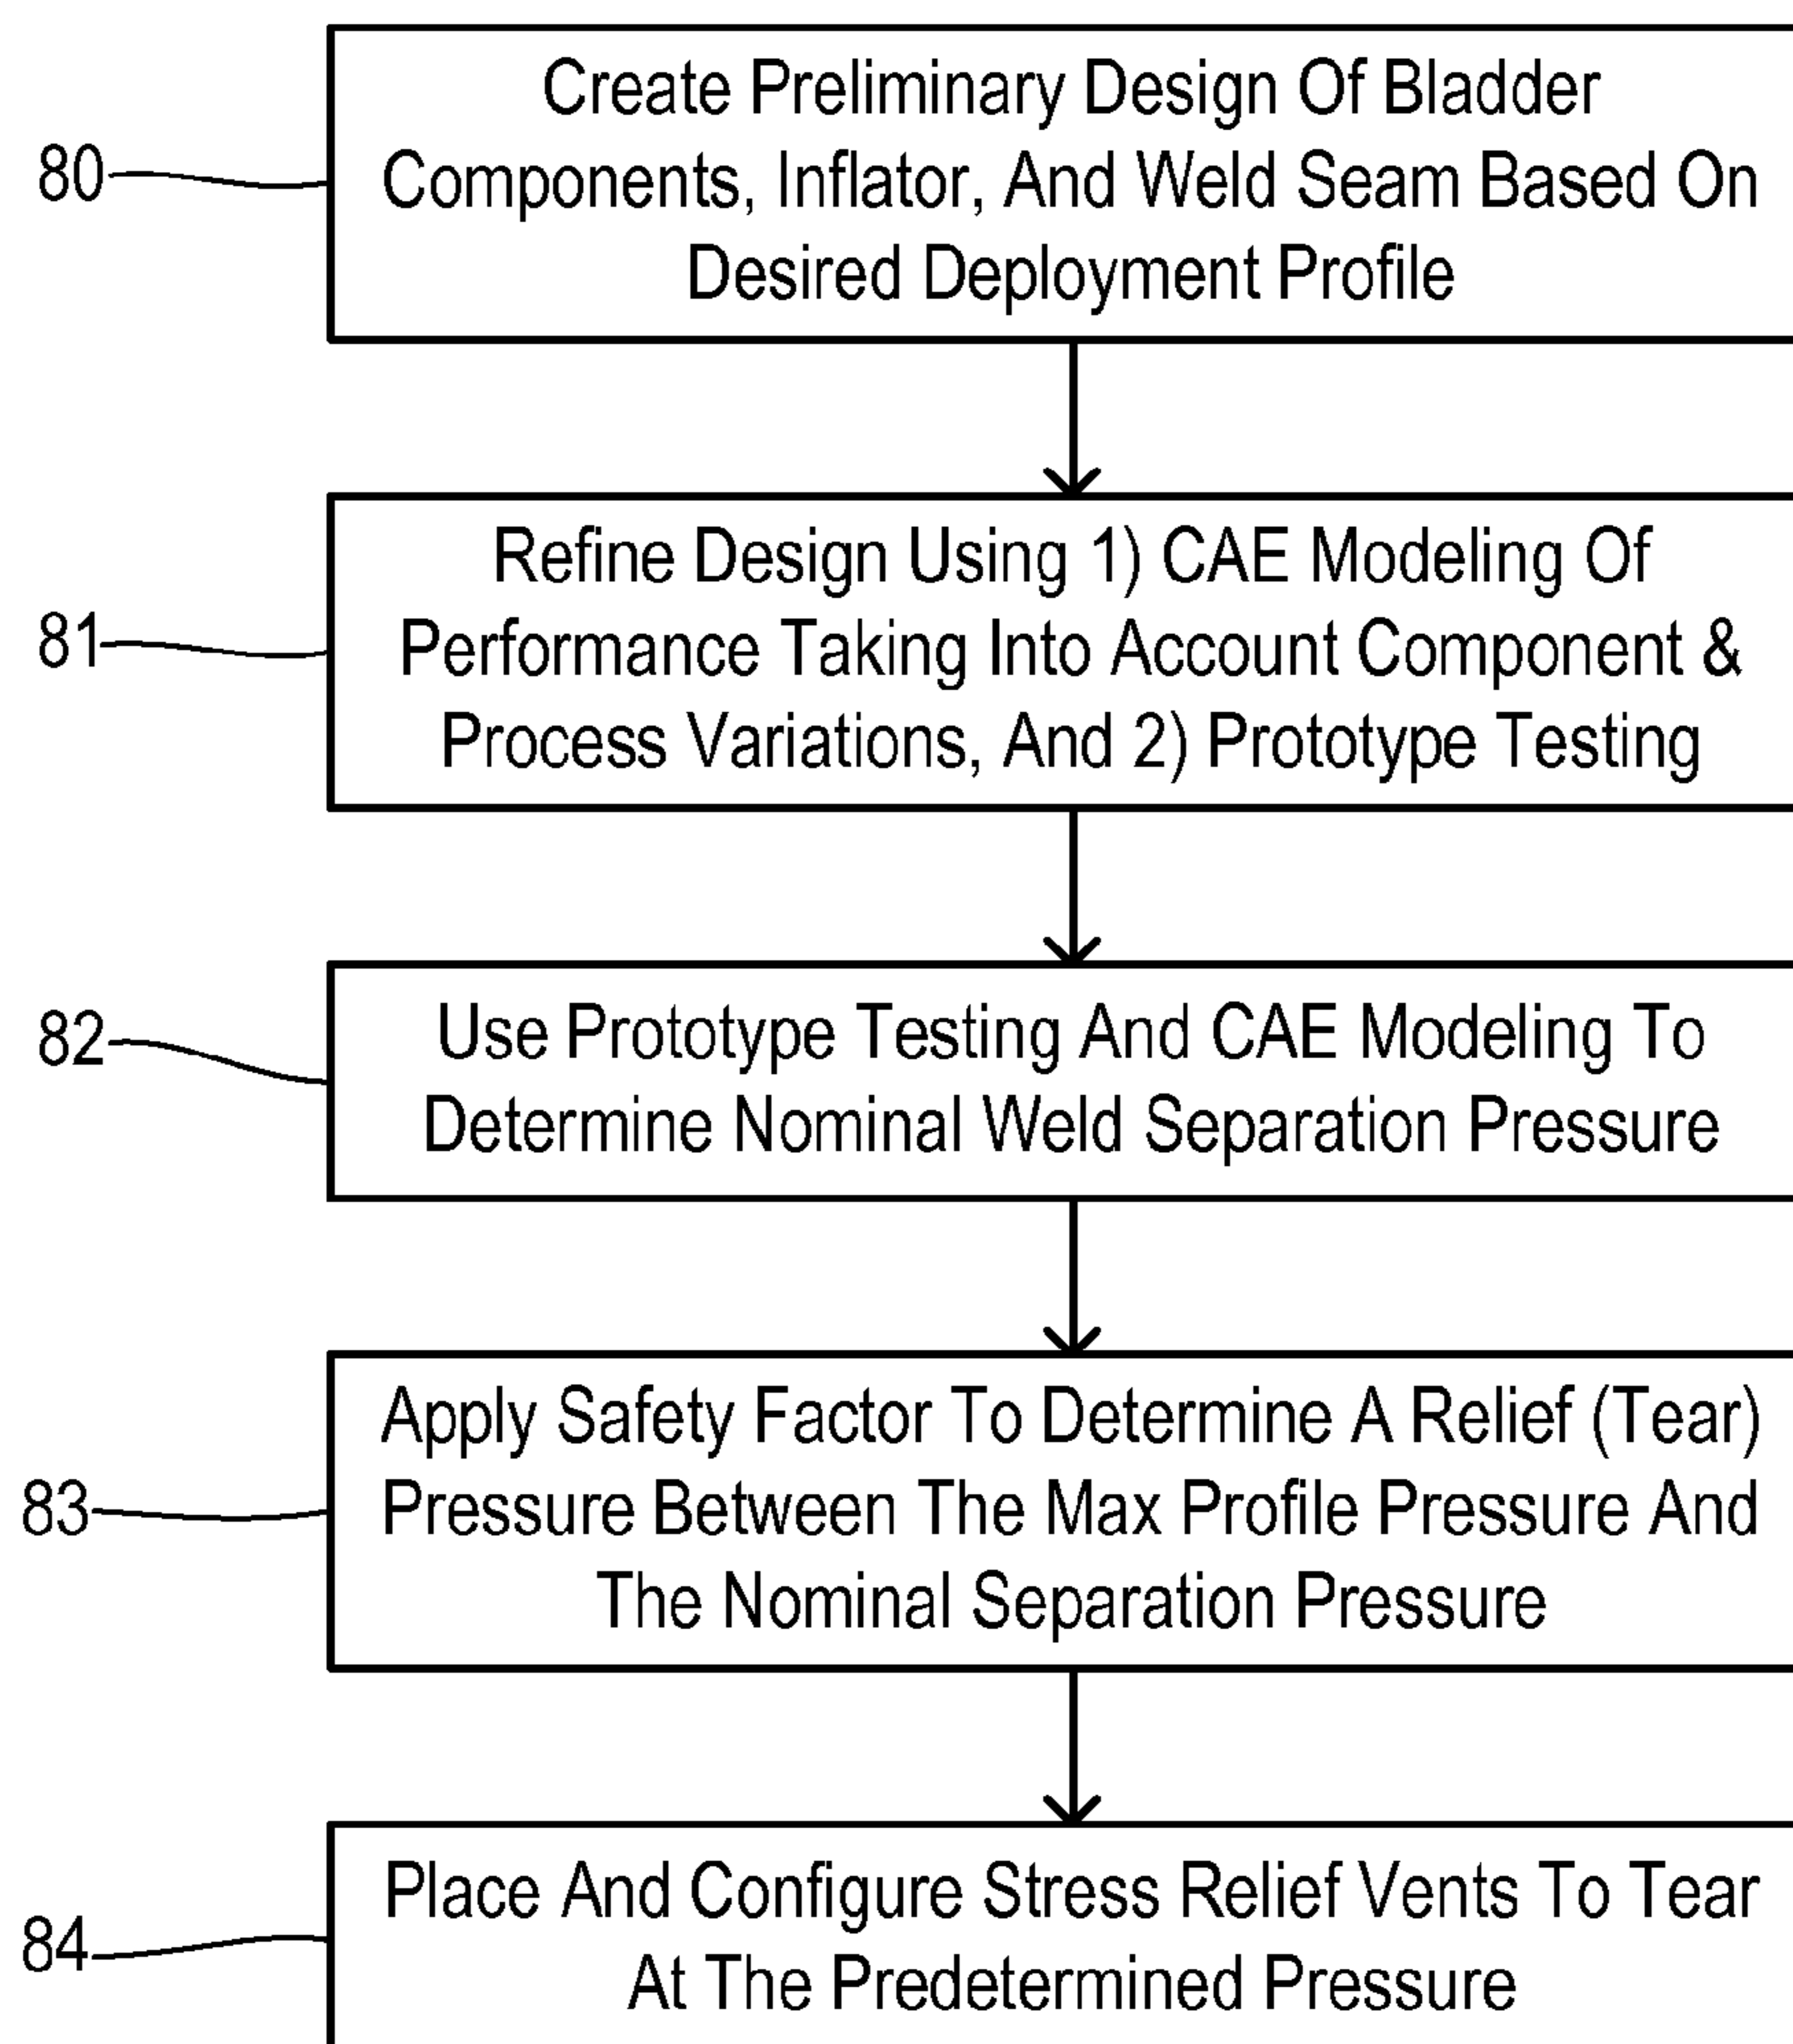 80
Create Preliminary Design Of Bladder
Components, Inflator, And Weld Seam Based On
Desired Deployment Profile
81
Refine Design Using 1) CAE Modeling Of
Performance Taking Into Account Component &
Process Variations, And 2) Prototype Testing
82
Use Prototype Testing And CAE Modeling To
Determine Nominal Weld Separation Pressure
83
Apply Safety Factor To Determine A Relief (Tear)
Pressure Between The Max Profile Pressure And
The Nominal Separation Pressure
84
Place And Configure Stress Relief Vents To Tear
At The Predetermined Pressure